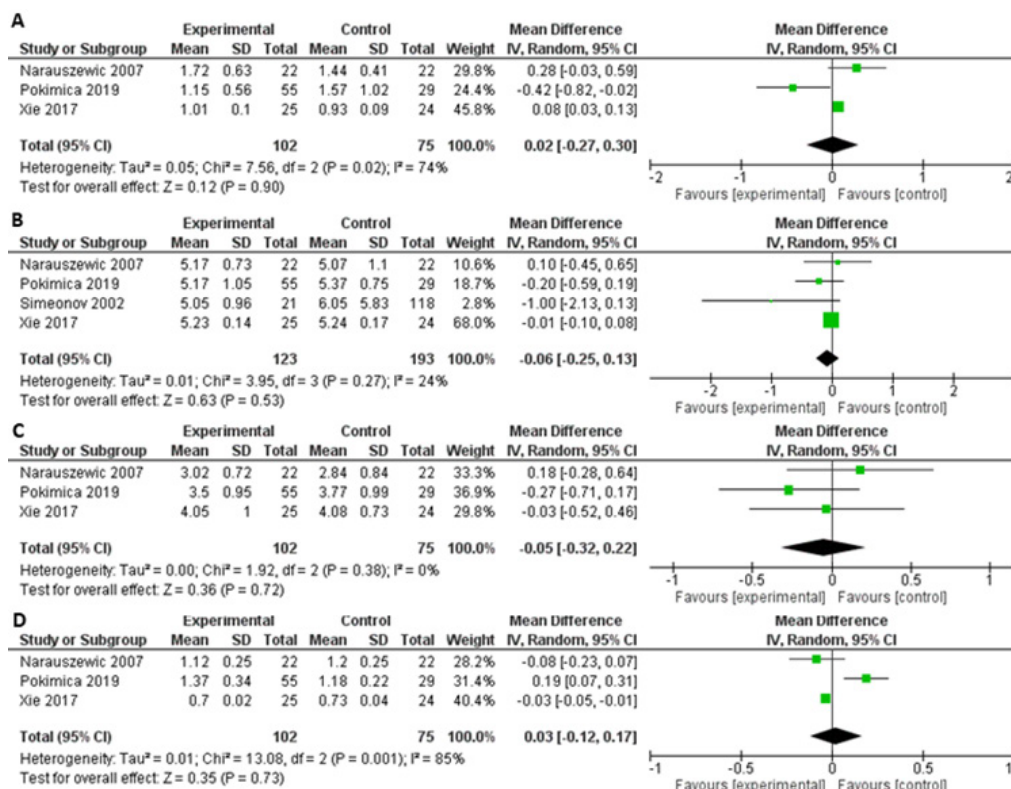 A
Experimental Control Mean Difference Mean Difference
Study or Subgroup Mean SD Total Mean SD Total Weight IV, Random, 95% CI IV, Random, 95% CI
Narauszewic 2007 1.72 0.63 22 1.44 0.41 22 29.8% 0.28 [-0.03, 0.59]
Pokimica 2019 1.15 0.56 55 1.57 1.02 29 24.4% -0.42 [-0.82, -0.02]
Xie 2017 1.01 0.1 25 0.93 0.09 24 45.8% 0.08 [0.03, 0.13]
Total (95% CI) 102 75 100.0% 0.02 [-0.27, 0.30]
Heterogeneity: Tau² = 0.05; Chi² = 7.56, df = 2 (P = 0.02); I² = 74%
Test for overall effect: Z = 0.12 (P = 0.90)
-2 -1 0 1 2
Favours [experimental] Favours [control]
B
Experimental Control Mean Difference Mean Difference
Study or Subgroup Mean SD Total Mean SD Total Weight IV, Random, 95% CI IV, Random, 95% CI
Narauszewic 2007 5.17 0.73 22 5.07 1.1 22 10.6% 0.10 [-0.45, 0.65]
Pokimica 2019 5.17 1.05 55 5.37 0.75 29 18.7% -0.20 [-0.59, 0.19]
Simeonov 2002 5.05 0.96 21 6.05 5.83 118 2.8% -1.00 [-2.13, 0.13]
Xie 2017 5.23 0.14 25 5.24 0.17 24 68.0% -0.01 [-0.10, 0.08]
Total (95% CI) 123 193 100.0% -0.06 [-0.25, 0.13]
Heterogeneity: Tau² = 0.01; Chi² = 3.95, df = 3 (P = 0.27); I² = 24%
Test for overall effect: Z = 0.63 (P = 0.53)
-2 -1 0 1 2
Favours [experimental] Favours [control]
C
Experimental Control Mean Difference Mean Difference
Study or Subgroup Mean SD Total Mean SD Total Weight IV, Random, 95% CI IV, Random, 95% CI
Narauszewic 2007 3.02 0.72 22 2.84 0.84 22 33.3% 0.18 [-0.28, 0.64]
Pokimica 2019 3.5 0.95 55 3.77 0.99 29 36.9% -0.27 [-0.71, 0.17]
Xie 2017 4.05 1 25 4.08 0.73 24 29.8% -0.03 [-0.52, 0.46]
Total (95% CI) 102 75 100.0% -0.05 [-0.32, 0.22]
Heterogeneity: Tau² = 0.00; Chi² = 1.92, df = 2 (P = 0.38); I² = 0%
Test for overall effect: Z = 0.36 (P = 0.72)
-1 -0.5 0 0.5 1
Favours [experimental] Favours [control]
D
Experimental Control Mean Difference Mean Difference
Study or Subgroup Mean SD Total Mean SD Total Weight IV, Random, 95% CI IV, Random, 95% CI
Narauszewic 2007 1.12 0.25 22 1.2 0.25 22 28.2% -0.08 [-0.23, 0.07]
Pokimica 2019 1.37 0.34 55 1.18 0.22 29 31.4% 0.19 [0.07, 0.31]
Xie 2017 0.7 0.02 25 0.73 0.04 24 40.4% -0.03 [-0.05, -0.01]
Total (95% CI) 102 75 100.0% 0.03 [-0.12, 0.17]
Heterogeneity: Tau² = 0.01; Chi² = 13.08, df = 2 (P = 0.001); I² = 85%
Test for overall effect: Z = 0.35 (P = 0.73)
-1 -0.5 0 0.5 1
Favours [experimental] Favours [control]